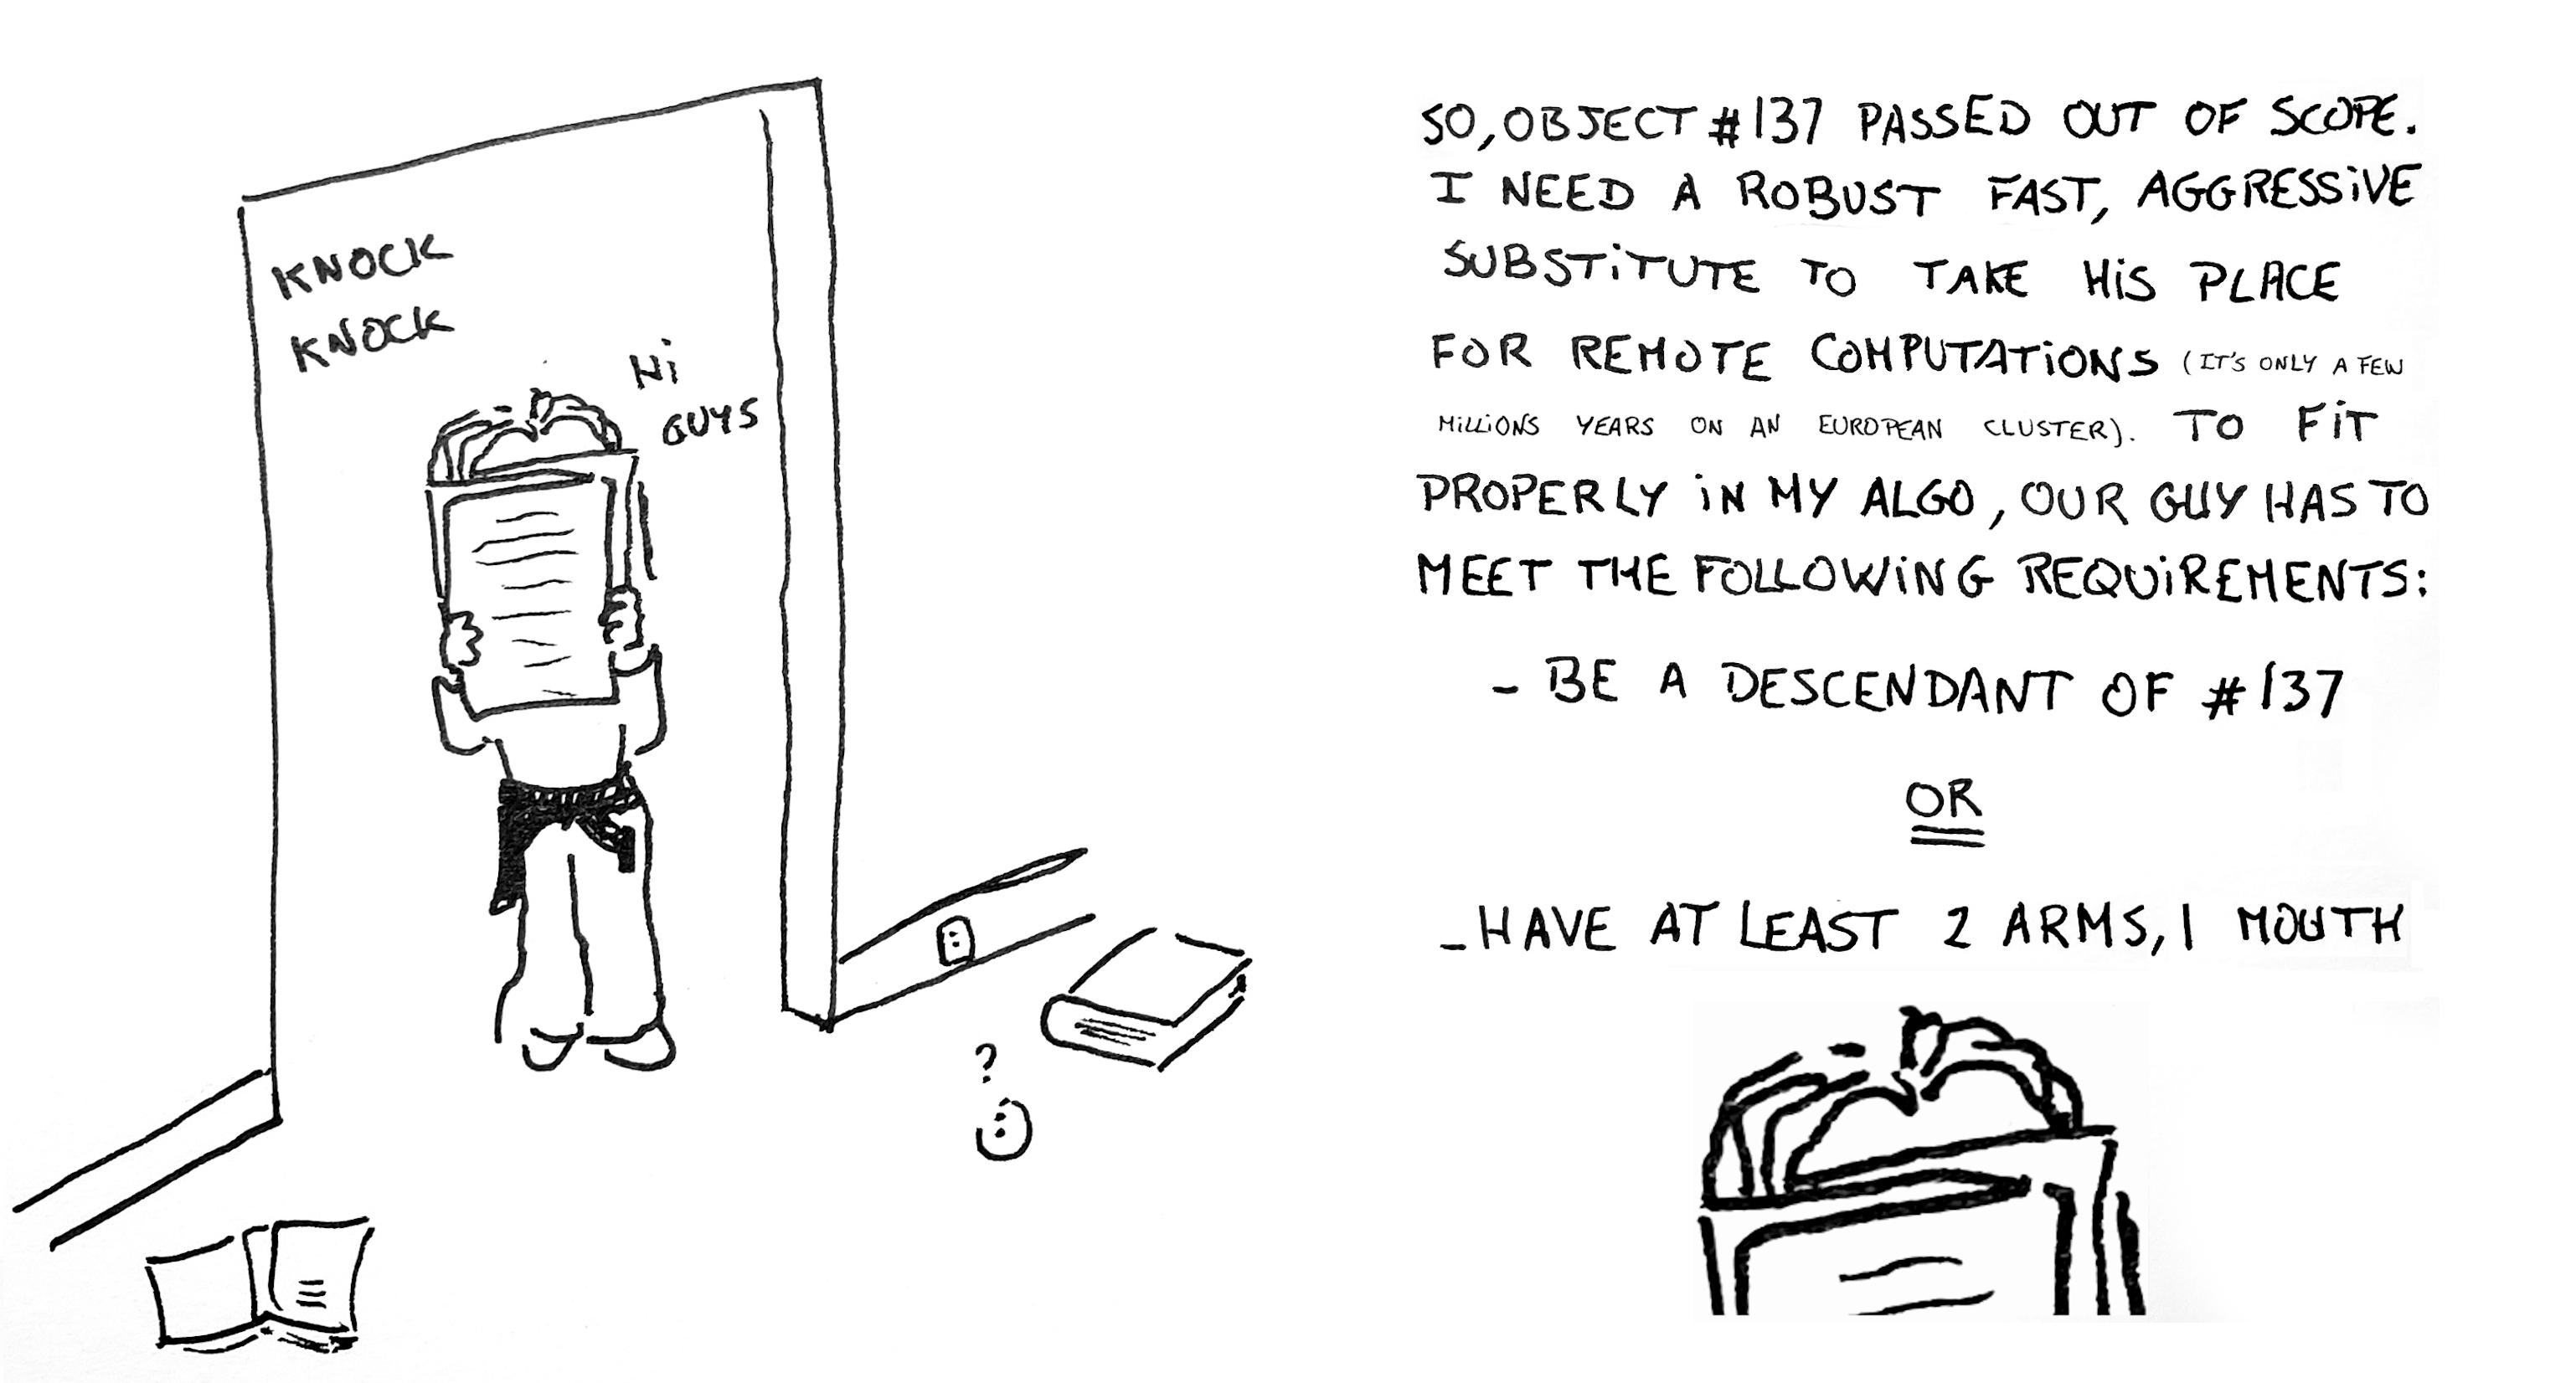 KNOCK
KNOCK
Hi
GUYS
?
SO, OBJECT #137 PASSED OUT OF SCOPE.
I NEED A ROBUST FAST, AGGRESSiVE
SUBSTiTUTE TO TAKE HiS PLACE
FOR REMOTE COMPUTATiONS (IT'S ONLY A FEW
MiLLiONS YEARS ON AN EUROPEAN CLUSTER). TO FiT
PROPERLY iN MY ALGO, OUR GUY HAS TO
MEET THE FOLLOWiNG REQUiREMENTS:
- BE A DESCENDANT OF #137
OR
- HAVE AT LEAST 2 ARMS, 1 MOUTH